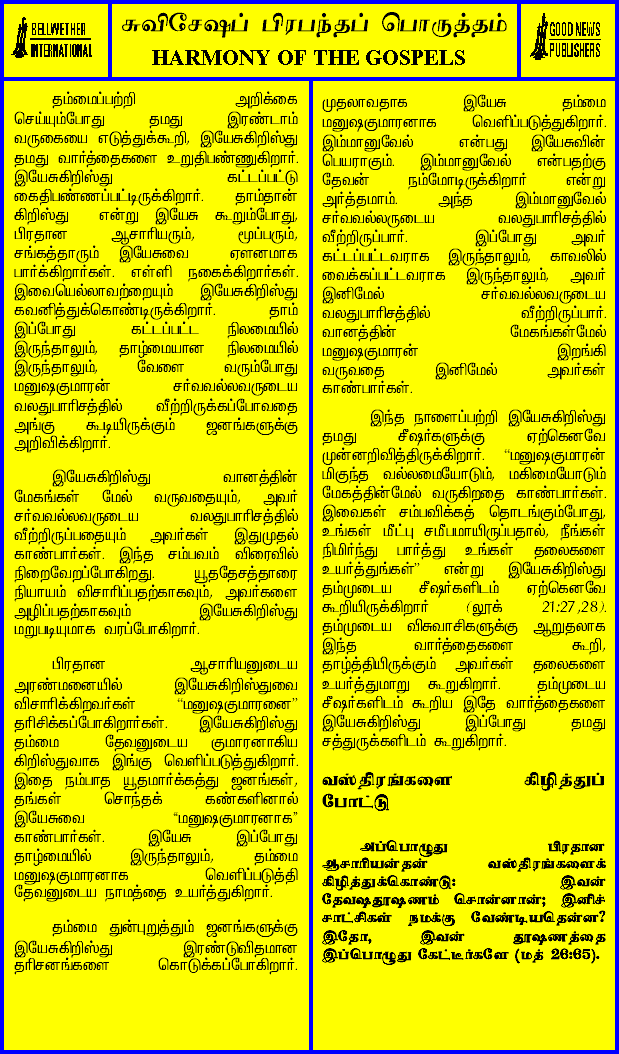 BELLWETHER
INTERNATIONAL
சுவிசேஷப் பிரபந்தப் பொருத்தம்
HARMONY OF THE GOSPELS
GOOD NEWS
PUBLISHERS
தம்மைப்பற்றி அறிக்கை
செய்யும்போது தமது இரண்டாம்
வருகையை எடுத்துக்கூறி, இயேசுகிறிஸ்து
தமது வார்த்தைகளை உறுதிபண்ணுகிறார்.
இயேசுகிறிஸ்து கட்டப்பட்டு
கைதிபண்ணப்பட்டிருக்கிறார். தாம்தான்
கிறிஸ்து என்று இயேசு கூறும்போது,
பிரதான ஆசாரியரும், மூப்பரும்,
சங்கத்தாரும் இயேசுவை ஏளனமாக
பார்க்கிறார்கள். எள்ளி நகைக்கிறார்கள்.
இவையெல்லாவற்றையும் இயேசுகிறிஸ்து
கவனித்துக்கொண்டிருக்கிறார். தாம்
இப்போது கட்டப்பட்ட நிலமையில்
இருந்தாலும், தாழ்மையான நிலமையில்
இருந்தாலும், வேளை வரும்போது
மனுஷகுமாரன் சர்வவல்லவருடைய
வலதுபாரிசத்தில் வீற்றிருக்கப்போவதை
அங்கு கூடியிருக்கும் ஜனங்களுக்கு
அறிவிக்கிறார்.
இயேசுகிறிஸ்து வானத்தின்
மேகங்கள் மேல் வருவதையும், அவர்
சர்வவல்லவருடைய வலதுபாரிசத்தில்
வீற்றிருப்பதையும் அவர்கள் இதுமுதல்
காண்பார்கள். இந்த சம்பவம் விரைவில்
நிறைவேறப்போகிறது. யூததேசத்தாரை
நியாயம் விசாரிப்பதற்காகவும், அவர்களை
அழிப்பதற்காகவும் இயேசுகிறிஸ்து
மறுபடியுமாக வரப்போகிறார்.
பிரதான ஆசாரியனுடைய
அரண்மனையில் இயேசுகிறிஸ்துவை
விசாரிக்கிறவர்கள் “மனுஷகுமாரனை”
தரிசிக்கப்போகிறார்கள். இயேசுகிறிஸ்து
தம்மை தேவனுடைய குமாரனாகிய
கிறிஸ்துவாக இங்கு வெளிப்படுத்துகிறார்.
இதை நம்பாத யூதமார்க்கத்து ஜனங்கள்,
தங்கள் சொந்தக் கண்களினால்
இயேசுவை “மனுஷகுமாரனாக”
காண்பார்கள். இயேசு இப்போது
தாழ்மையில் இருந்தாலும், தம்மை
மனுஷகுமாரனாக வெளிப்படுத்தி
தேவனுடைய நாமத்தை உயர்த்துகிறார்.
தம்மை துன்புறுத்தும் ஜனங்களுக்கு
இயேசுகிறிஸ்து இரண்டுவிதமான
தரிசனங்களை கொடுக்கப்போகிறார்.
முதலாவதாக இயேசு தம்மை
மனுஷகுமாரனாக வெளிப்படுத்துகிறார்.
இம்மானுவேல் என்பது இயேசுவின்
பெயராகும். இம்மானுவேல் என்பதற்கு
தேவன் நம்மோடிருக்கிறார் என்று
அர்த்தமாம். அந்த இம்மானுவேல்
சர்வவல்லருடைய வலதுபாரிசத்தில்
வீற்றிருப்பார். இப்போது அவர்
கட்டப்பட்டவராக இருந்தாலும், காவலில்
வைக்கப்பட்டவராக இருந்தாலும், அவர்
இனிமேல் சர்வவல்லவருடைய
வலதுபாரிசத்தில் வீற்றிருப்பார்.
வானத்தின் மேகங்கள்மேல்
மனுஷகுமாரன் இறங்கி
வருவதை இனிமேல் அவர்கள்
காண்பார்கள்.
இந்த நாளைப்பற்றி இயேசுகிறிஸ்து
தமது சீஷர்களுக்கு ஏற்கெனவே
முன்னறிவித்திருக்கிறார். “மனுஷகுமாரன்
மிகுந்த வல்லமையோடும், மகிமையோடும்
மேகத்தின்மேல் வருகிறதை காண்பார்கள்.
இவைகள் சம்பவிக்கத் தொடங்கும்போது,
உங்கள் மீட்பு சமீபமாயிருப்பதால், நீங்கள்
நிமிர்ந்து பார்த்து உங்கள் தலைகளை
உயர்த்துங்கள்” என்று இயேசுகிறிஸ்து
தம்முடைய சீஷர்களிடம் ஏற்கெனவே
கூறியிருக்கிறார் (லூக் 21:27,28).
தம்முடைய விசுவாசிகளுக்கு ஆறுதலாக
இந்த வார்த்தைகளை கூறி,
தாழ்த்தியிருக்கும் அவர்கள் தலைகளை
உயர்த்துமாறு கூறுகிறார். தம்முடைய
சீஷர்களிடம் கூறிய இதே வார்த்தைகளை
இயேசுகிறிஸ்து இப்போது தமது
சத்துருக்களிடம் கூறுகிறார்.
வஸ்திரங்களை கிழித்துப்
போட்டு
அப்பொழுது பிரதான
ஆசாரியன்தன் வஸ்திரங்களைக்
கிழித்துக்கொண்டு: இவன்
தேவஷதூஷணம் சொன்னான்; இனிச்
சாட்சிகள் நமக்கு வேண்டியதென்ன?
இதோ, இவன் தூஷணத்தை
இப்பொழுது கேட்டீர்களே (மத் 26:65).